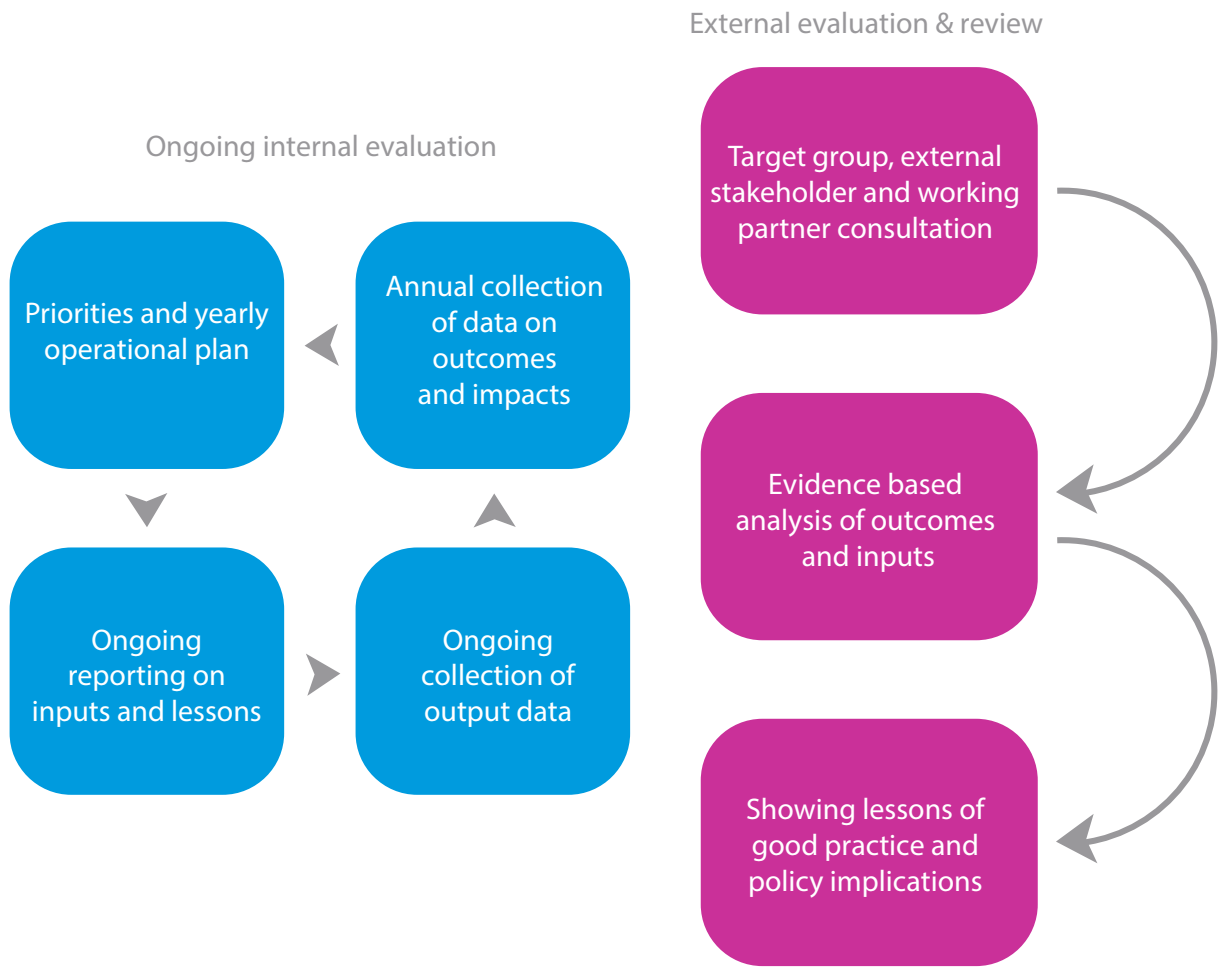 External evaluation & review
Ongoing internal evaluation
Priorities and yearly
operational plan
Annual collection
of data on
outcomes
and impacts
Ongoing
reporting on
inputs and lessons
Ongoing
collection of
output data
Target group, external
stakeholder and working
partner consultation
Evidence based
analysis of outcomes
and inputs
Showing lessons of
good practice and
policy implications